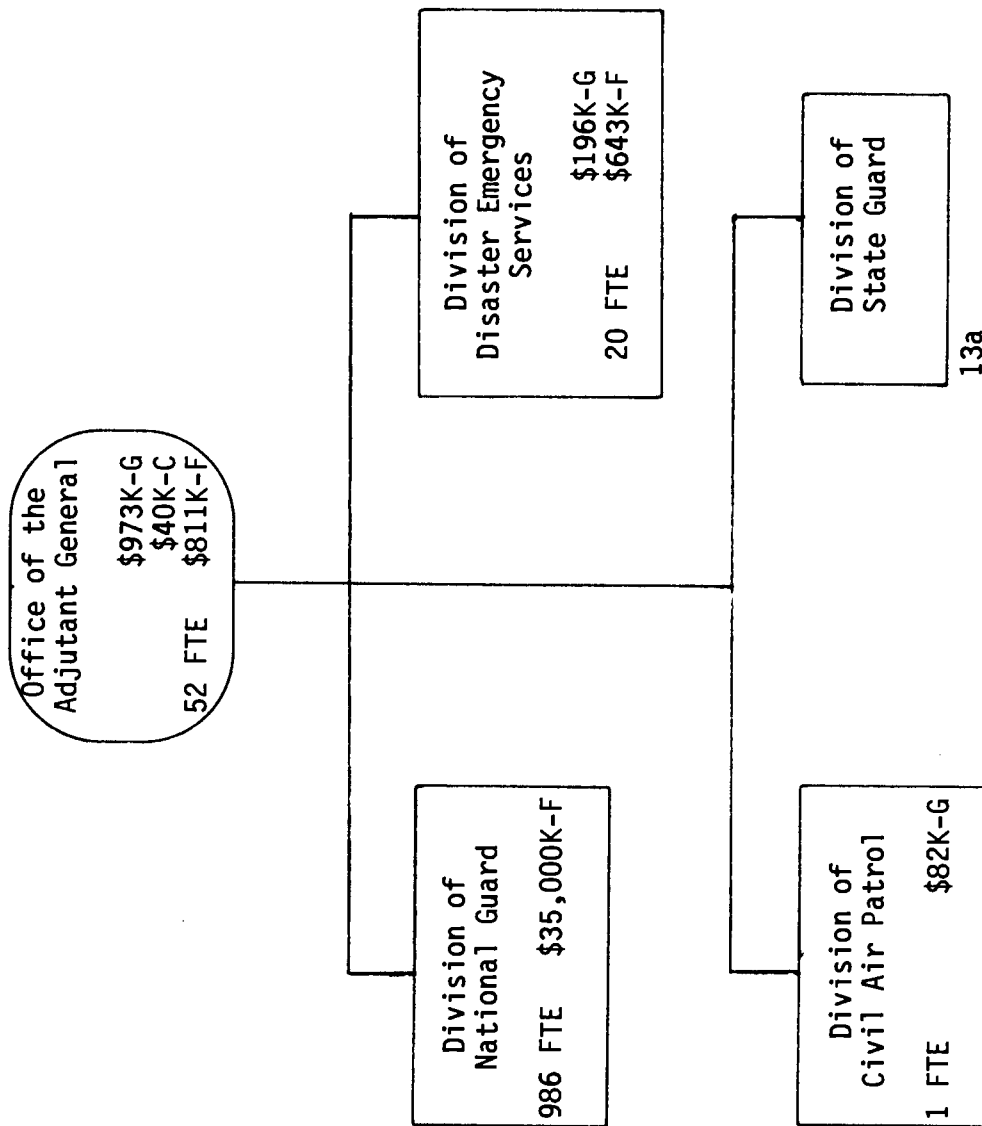 Office of the
Adjutant General
$973K-G
$40K-C
52 FTE $811K-F
Division of
National Guard
986 FTE $35,000K-F
Division of
Disaster Emergency
Services
$196K-G
20 FTE $643K-F
Division of
Civil Air Patrol
1 FTE $82K-G
Division of
State Guard
13a